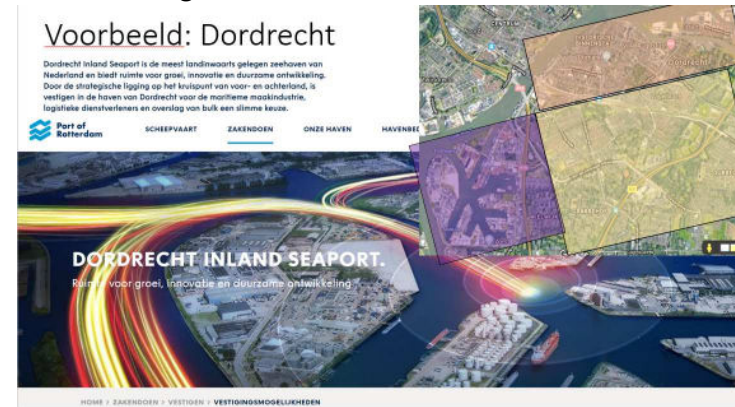 Voorbeeld: Dordrecht
Dordrecht Inland Seaport is de meest landinwaarts gelegen zeehaven van
Nederland en biedt ruimte voor groei, innovatie en duurzame ontwikkeling.
Door de strategische ligging op het kruispunt van voor- en achterland, is
vestigen in de haven van Dordrecht voor de maritieme maakindustrie,
logistieke dienstverleners en overslag van bulk een slimme keuze.
Port of
Rotterdam
SCHEEPVAART ZAKENDOEN ONZE HAVEN HAVENBED
CENTRUM
Dordrecht
DORDRECHT INLAND SEAPORT.
Ruimte voor groei, innovatie en duurzame ontwikkeling
HOME > ZAKENDOEN > VESTIGEN > VESTIGINGSMOGELIJKHEDEN